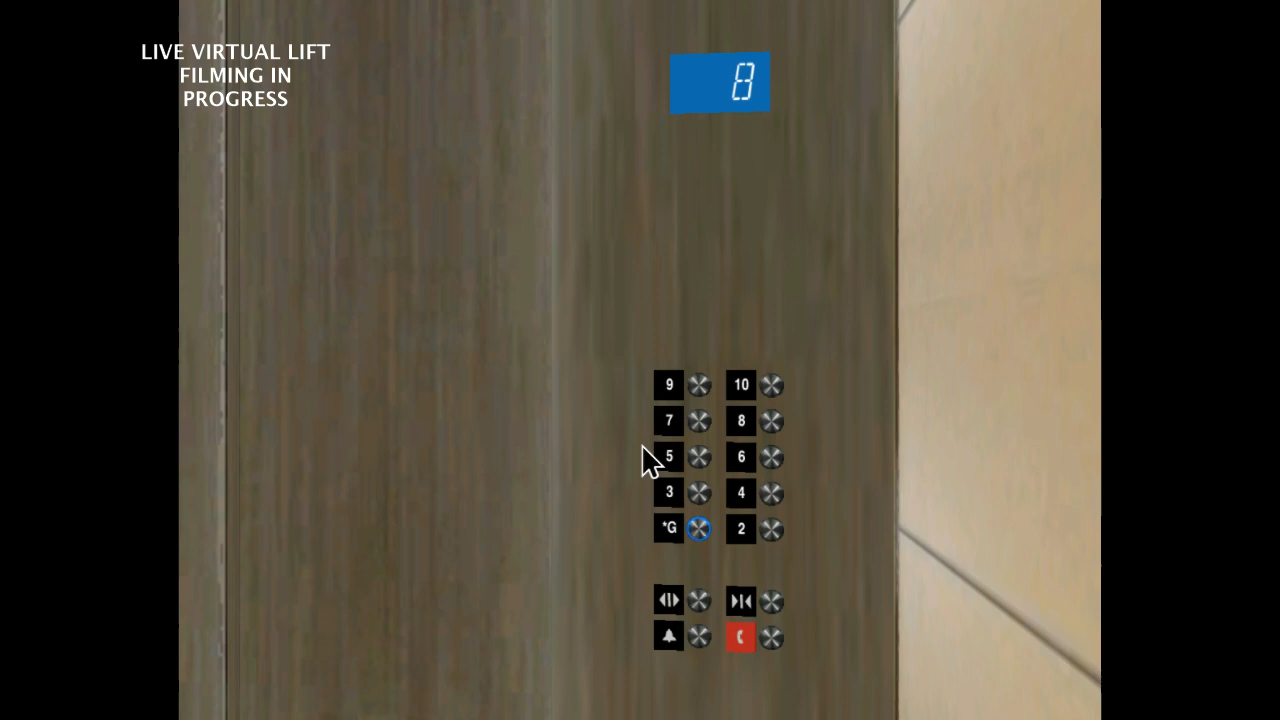 LIVE VIRTUAL LIFT
FILMING IN
PROGRESS
8
9 10
7 8
5 6
3 4
*G 2